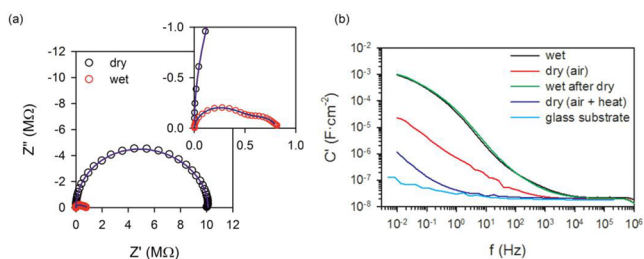 (a)
-12
-10
-8
-6
-4
-2
0
Z'' (MΩ)
dry
wet
0 2 4 6 8 10 12
Z' (MΩ)
-1.0
-0.5
0.0
0.0 0.5 1.0
(b)
10⁻²
10⁻³
10⁻⁴
10⁻⁵
10⁻⁶
10⁻⁷
10⁻⁸
C' (F·cm⁻²)
wet
dry (air)
wet after dry
dry (air + heat)
glass substrate
10⁻² 10⁻¹ 10⁰ 10¹ 10² 10³ 10⁴ 10⁵ 10⁶
f (Hz)